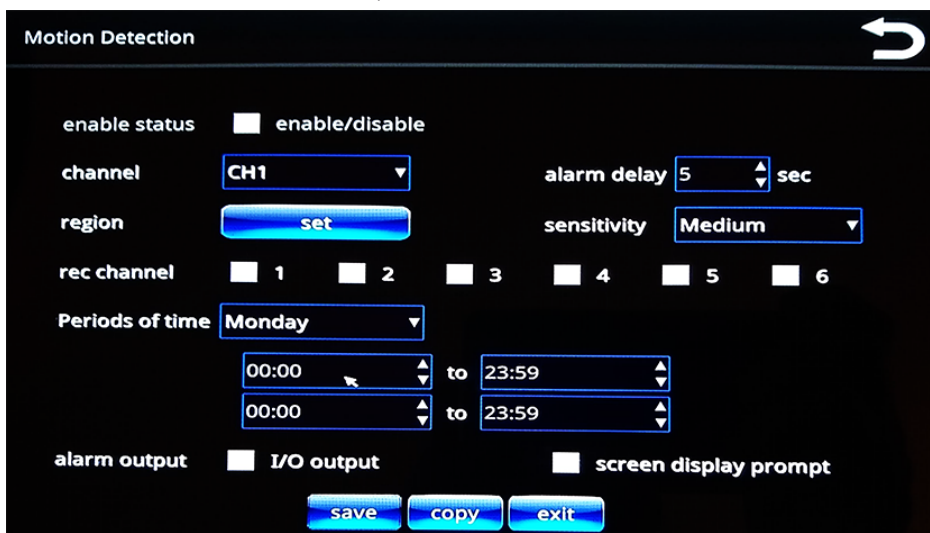 Motion Detection
enable status enable/disable
channel CH1 alarm delay 5 sec
region set sensitivity Medium
rec channel 1 2 3 4 5 6
Periods of time Monday
00:00 to 23:59
00:00 to 23:59
alarm output I/O output screen display prompt
save copy exit